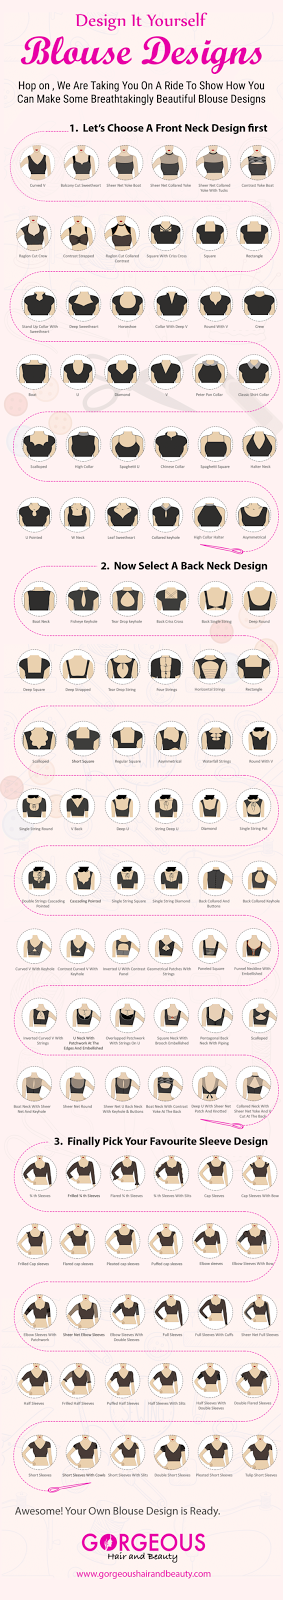 Design It Yourself
Blouse Designs
Hop on , We Are Taking You On A Ride To Show How You
Can Make Some Breathtakingly Beautiful Blouse Designs
1. Let's Choose A Front Neck Design first
Curved V
Balcony Cut Sweetheart
Sheer Net Yoke Boat
Sheer Net Collared Yoke
Sheer Net Collared
Yoke With Tucks
Contrast Yoke Boat
Raglan Cut Crew
Contrast Strapped
Raglan Cut Collared
Contrast
Square With Criss Cross
Square
Rectangle
Stand Up Collar With
Sweetheart
Deep Sweetheart
Horseshoe
Collar With Deep V
Round With V
Crew
Boat
U
Diamond
V
Peter Pan Collar
Classic Shirt Collar
Scalloped
High Collar
Spaghetti U
Chinese Collar
Spaghetti Square
Halter Neck
U Pointed
W Neck
Leaf Sweetheart
Collared keyhole
High Collar Halter
Asymmetrical
2. Now Select A Back Neck Design
Boat Neck
Fisheye Keyhole
Tear Drop Keyhole
Boat Criss Cross
Back Single String
Deep Round
Deep Square
Deep Strapped
Tear Drop String
Four Strings
Horizontal Strings
Rectangle
Scalloped
Short Square
Regular Square
Asymmetrical
Waterfall Strings
Round With V
Single String Round
V Back
Deep U
String Deep U
Diamond
Single String Pot
Double Strings Cascading
Pointed
Cascading Pointed
Single String Square
Single String Diamond
Back Collared And
Buttons
Back Collared Keyhole
Curved V With Keyhole
Contrast Curved V With
Keyhole
Inverted U With Contrast
Panel
Geometrical Patches With
Strings
Paneled Square
Funnel Neckline With
Embellished
Inverted Curved V With
Strings
U Neck With
Patchwork At The
Edges And Embellished
Overlapped Patchwork
With Strings On U
Square Neck With
Brooch Embellished
Pentagonal Back
Neck With Piping
Scalloped
Boat Neck With Sheer
Net And Keyhole
Sheer Net Round
Sheer Net U Back Neck
With Keyhole & Buttons
Boat Neck With Contrast
Yoke At The Back
Deep U With Sheer Net
Patch And Knotted
Collared Neck With
Sheer Net Yoke And U
Cut At The Back
3. Finally Pick Your Favourite Sleeve Design
¾ th Sleeves
Frilled ¾ th Sleeves
Flared ¾ th Sleeves
¾ th Sleeves With Slits
Cap Sleeves
Cap Sleeves With Bow
Frilled Cap Sleeves
Flared cap sleeves
Pleated cap sleeves
Puffed cap sleeves
Elbow sleeves
Elbow Sleeves With Bow
Elbow Sleeves With
Patchwork
Sheer Net Elbow Sleeves
Elbow Sleeves With
Double Sleeves
Full Sleeves
Full Sleeves With Cuffs
Sheer Net Full Sleeves
Half Sleeves
Frilled Half Sleeves
Puffed Half Sleeves
Half Sleeves With Slits
Half Sleeves With
Double Sleeves
Double Flared Sleeves
Short Sleeves
Short Sleeves With Cowls
Short Sleeves With Slits
Double Short Sleeves
Pleated Short Sleeves
Tulip Short Sleeves
Awesome! Your Own Blouse Design is Ready.
GORGEOUS
Hair and Beauty
www.gorgeoushairandbeauty.com